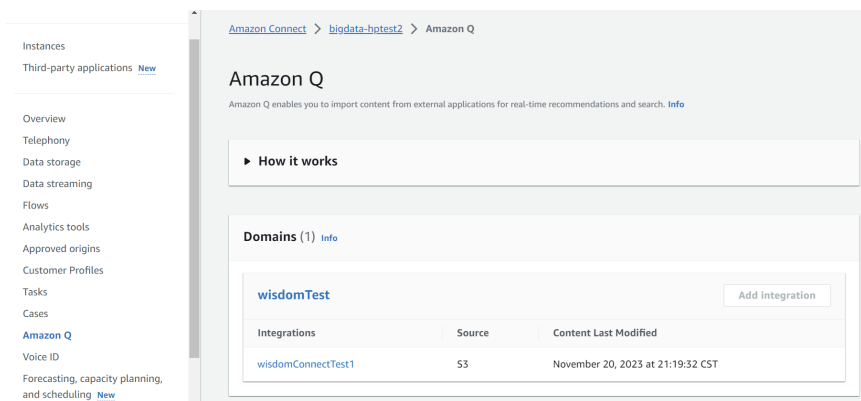 Instances
Third-party applications New
Overview
Telephony
Data storage
Data streaming
Flows
Analytics tools
Approved origins
Customer Profiles
Tasks
Cases
Amazon Q
Voice ID
Forecasting, capacity planning,
and scheduling New
Amazon Connect > bigdata-hptest2 > Amazon Q
Amazon Q
Amazon Q enables you to import content from external applications for real-time recommendations and search. Info
How it works
Domains (1) Info
wisdomTest Add integration
Integrations Source Content Last Modified
wisdomConnectTest1 S3 November 20, 2023 at 21:19:32 CST